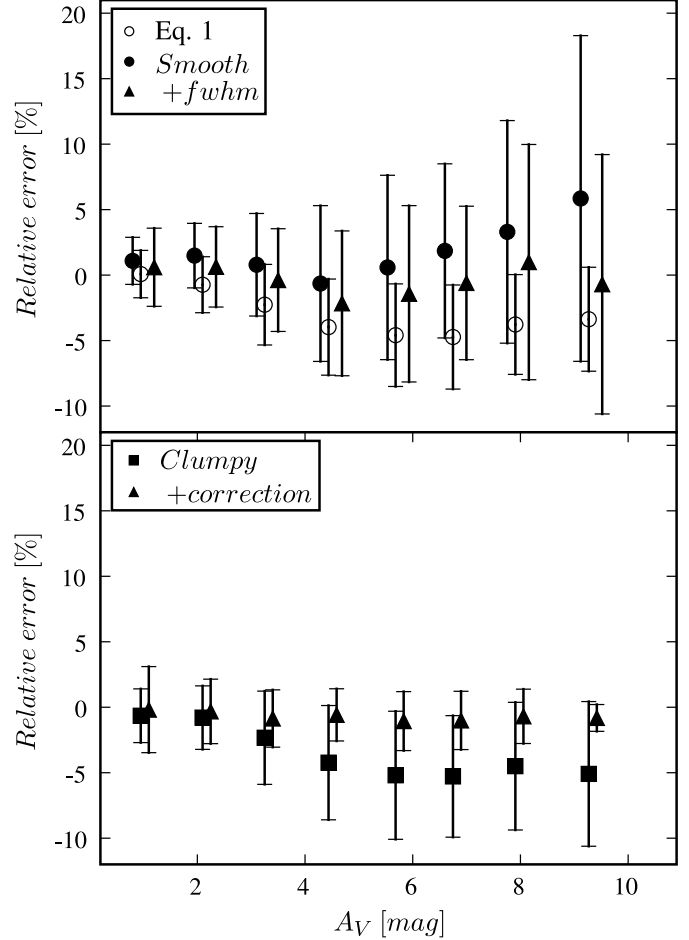 20
15
10
5
0
-5
-10
Relative error [%]
Eq. 1
Smooth
+fwhm
20
15
10
5
0
-5
-10
Relative error [%]
Clumpy
+correction
2 4 6 8 10
A_V [mag]